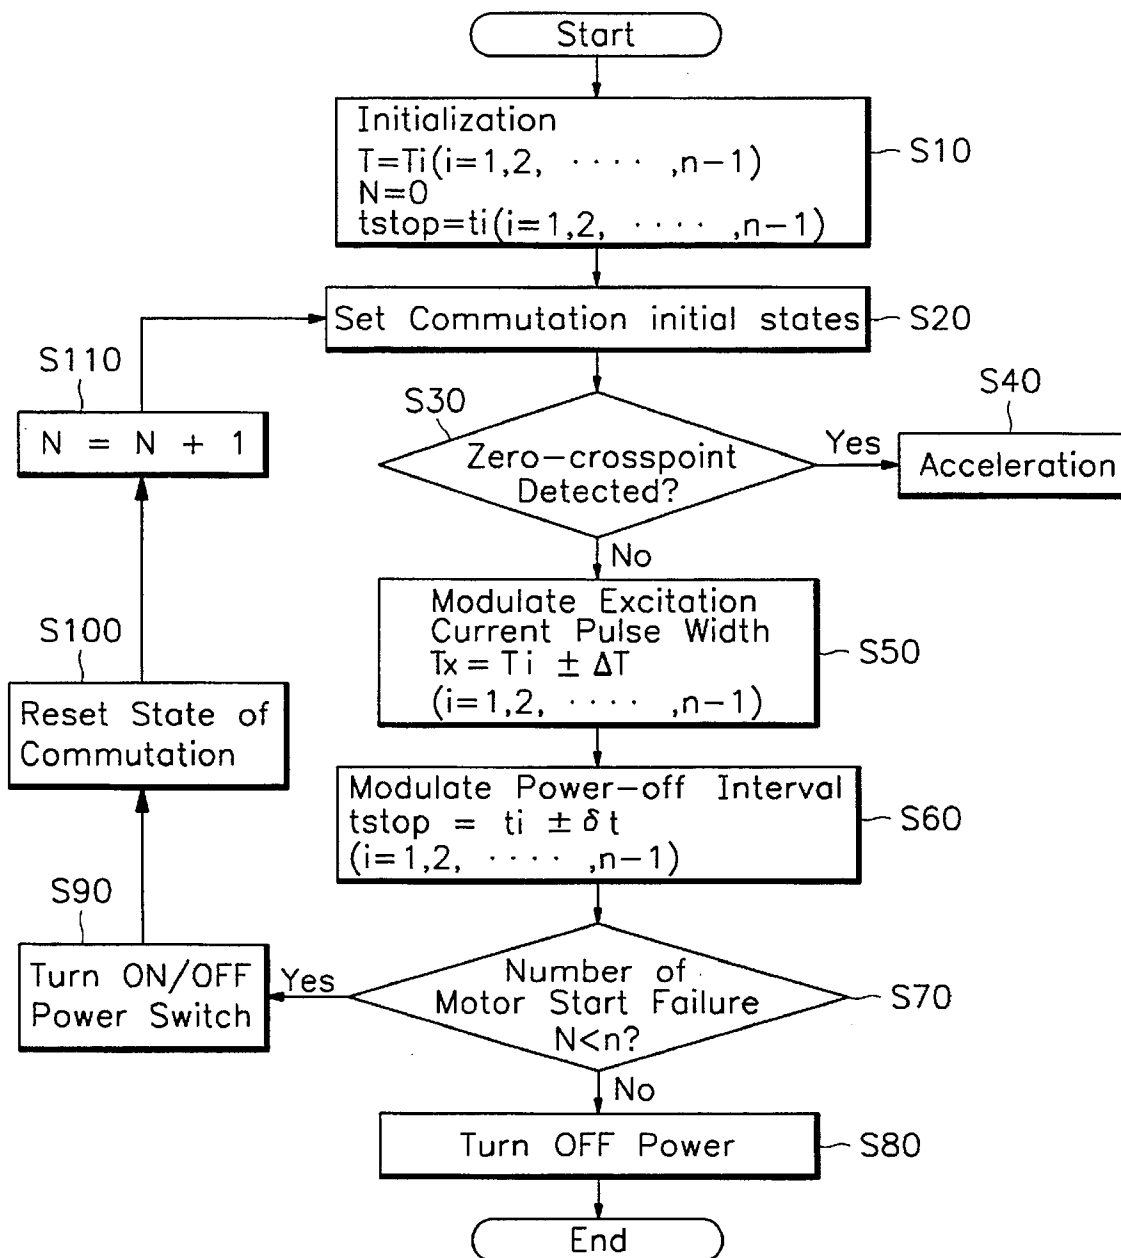 Start
Initialization
T=Ti(i=1,2, ････ ,n-1)
N=0
tstop=ti(i=1,2, ････ ,n-1)
S10
Set Commutation initial states
S20
S110
N = N + 1
S30
Zero-crosspoint
Detected?
Yes
S40
Acceleration
No
Modulate Excitation
Current Pulse Width
Tx = Ti ± ΔT
(i=1,2, ････ ,n-1)
S50
S100
Reset State of
Commutation
Modulate Power-off Interval
tstop = ti ± δt
(i=1,2, ････ ,n-1)
S60
S90
Turn ON/OFF
Power Switch
Yes
Number of
Motor Start Failure
N<n?
S70
No
Turn OFF Power
S80
End